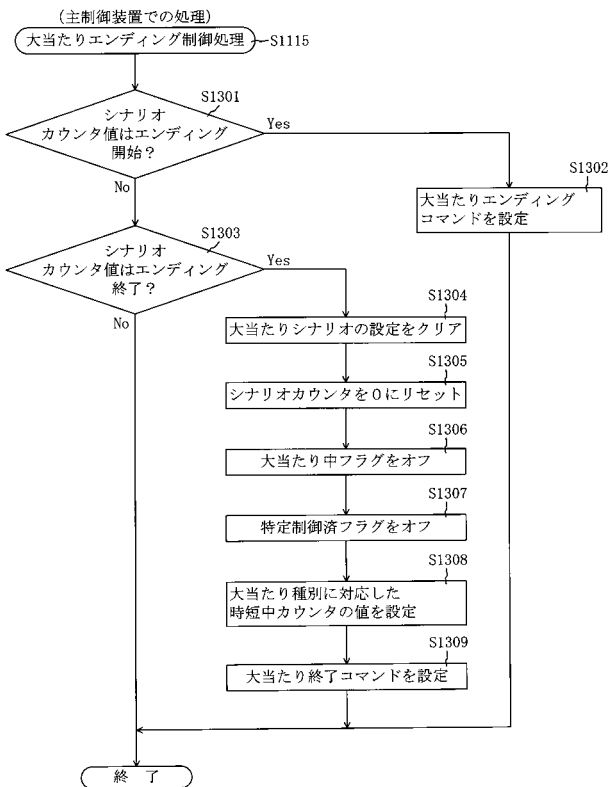 (主制御装置での処理)
大当たりエンディング制御処理
S1115
S1301
シナリオ
カウンタ値はエンディング
開始?
Yes
No
S1302
大当たりエンディング
コマンドを設定
S1303
シナリオ
カウンタ値はエンディング
終了?
Yes
No
S1304
大当たりシナリオの設定をクリア
S1305
シナリオカウンタを0にリセット
S1306
大当たり中フラグをオフ
S1307
特定制御済フラグをオフ
S1308
大当たり種別に対応した
時短中カウンタの値を設定
S1309
大当たり終了コマンドを設定
終 了